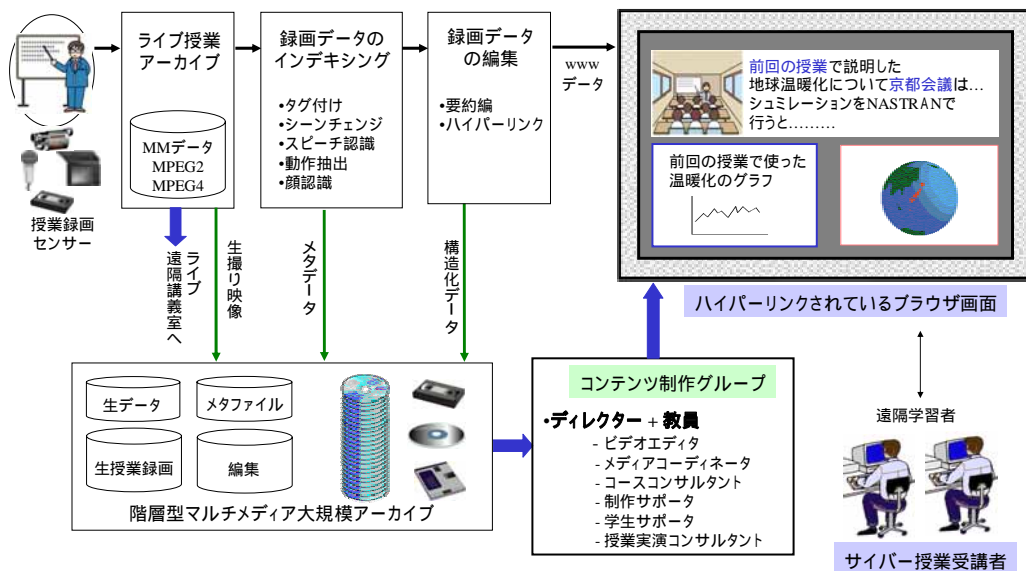 ライブ授業
アーカイブ
MMデータ
MPEG2
MPEG4
録画データの
インデキシング
•タグ付け
•シーンチェンジ
•スピーチ認識
•動作抽出
•顔認識
録画データ
の編集
•要約編
•ハイパーリンク
www
データ
前回の授業で説明した
地球温暖化について京都会議は…
シュミレーションをNASTRANで
行うと………
前回の授業で使った
温暖化のグラフ
授業録画
センサー
ライブ
遠隔講義室へ
生撮り映像
メタデータ
構造化データ
ハイパーリンクされているブラウザ画面
生データ
メタファイル
生授業録画
編集
階層型マルチメディア大規模アーカイブ
コンテンツ制作グループ
•ディレクター + 教員
- ビデオエディタ
- メディアコーディネータ
- コースコンサルタント
- 制作サポータ
- 学生サポータ
- 授業実演コンサルタント
遠隔学習者
サイバー授業受講者